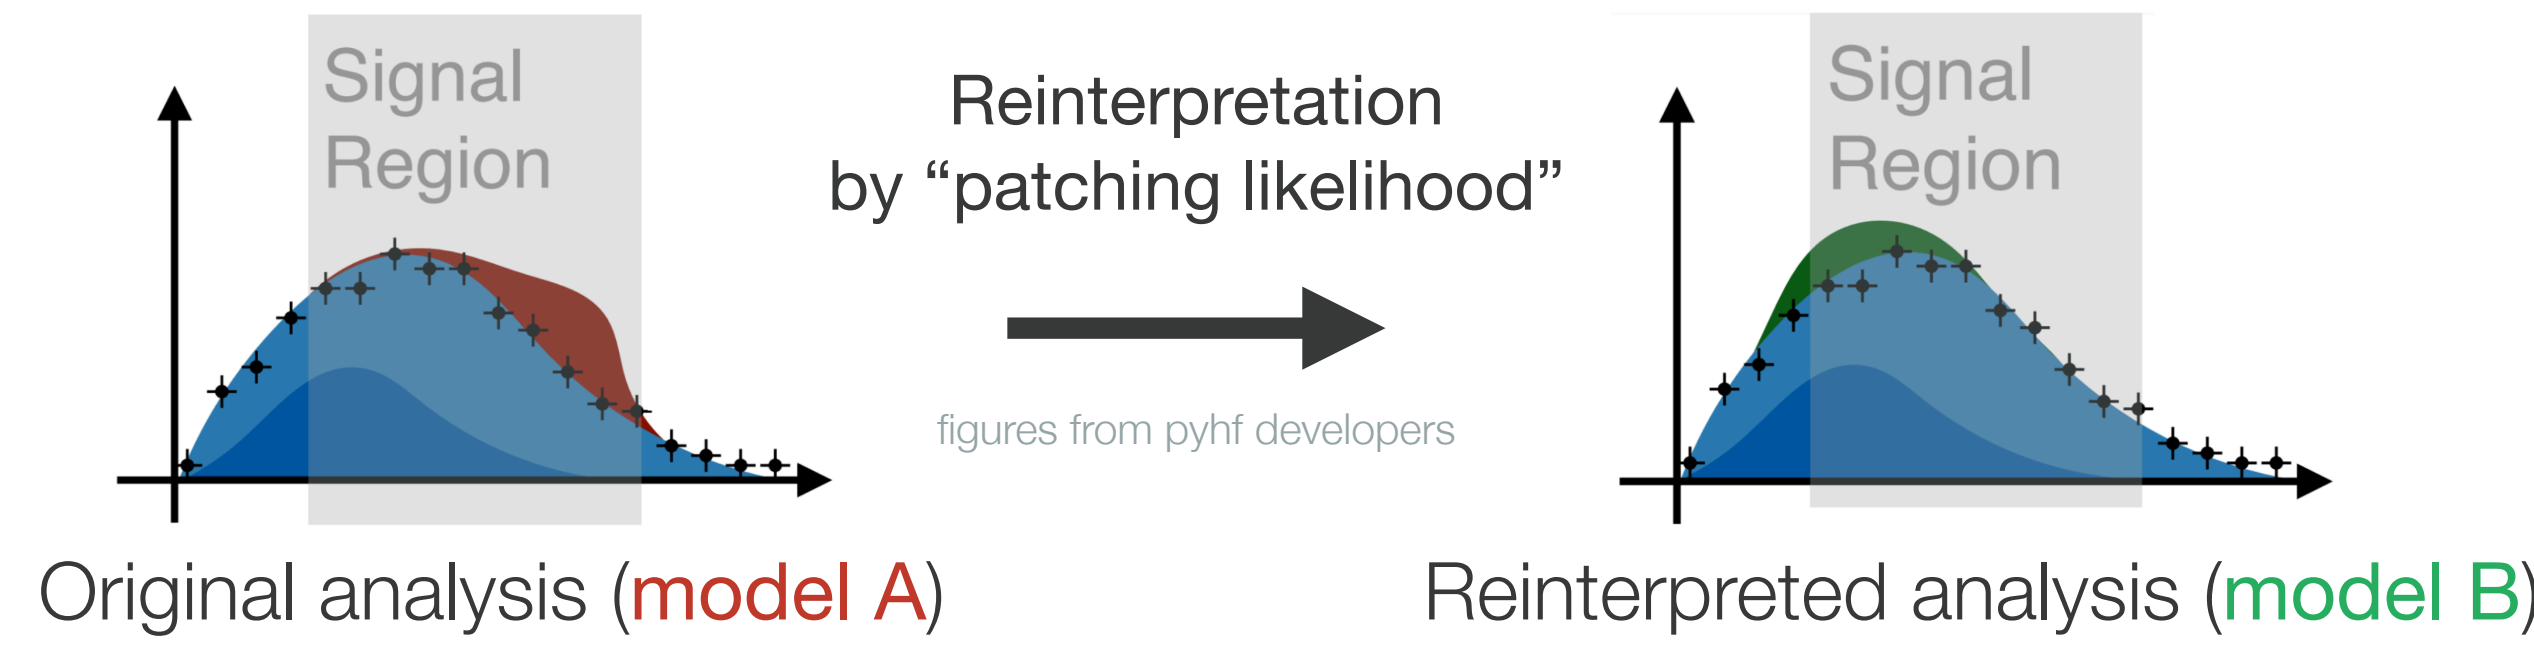 Signal
Region
Reinterpretation
by “patching likelihood”
figures from pyhf developers
Signal
Region
Original analysis (model A)
Reinterpreted analysis (model B)